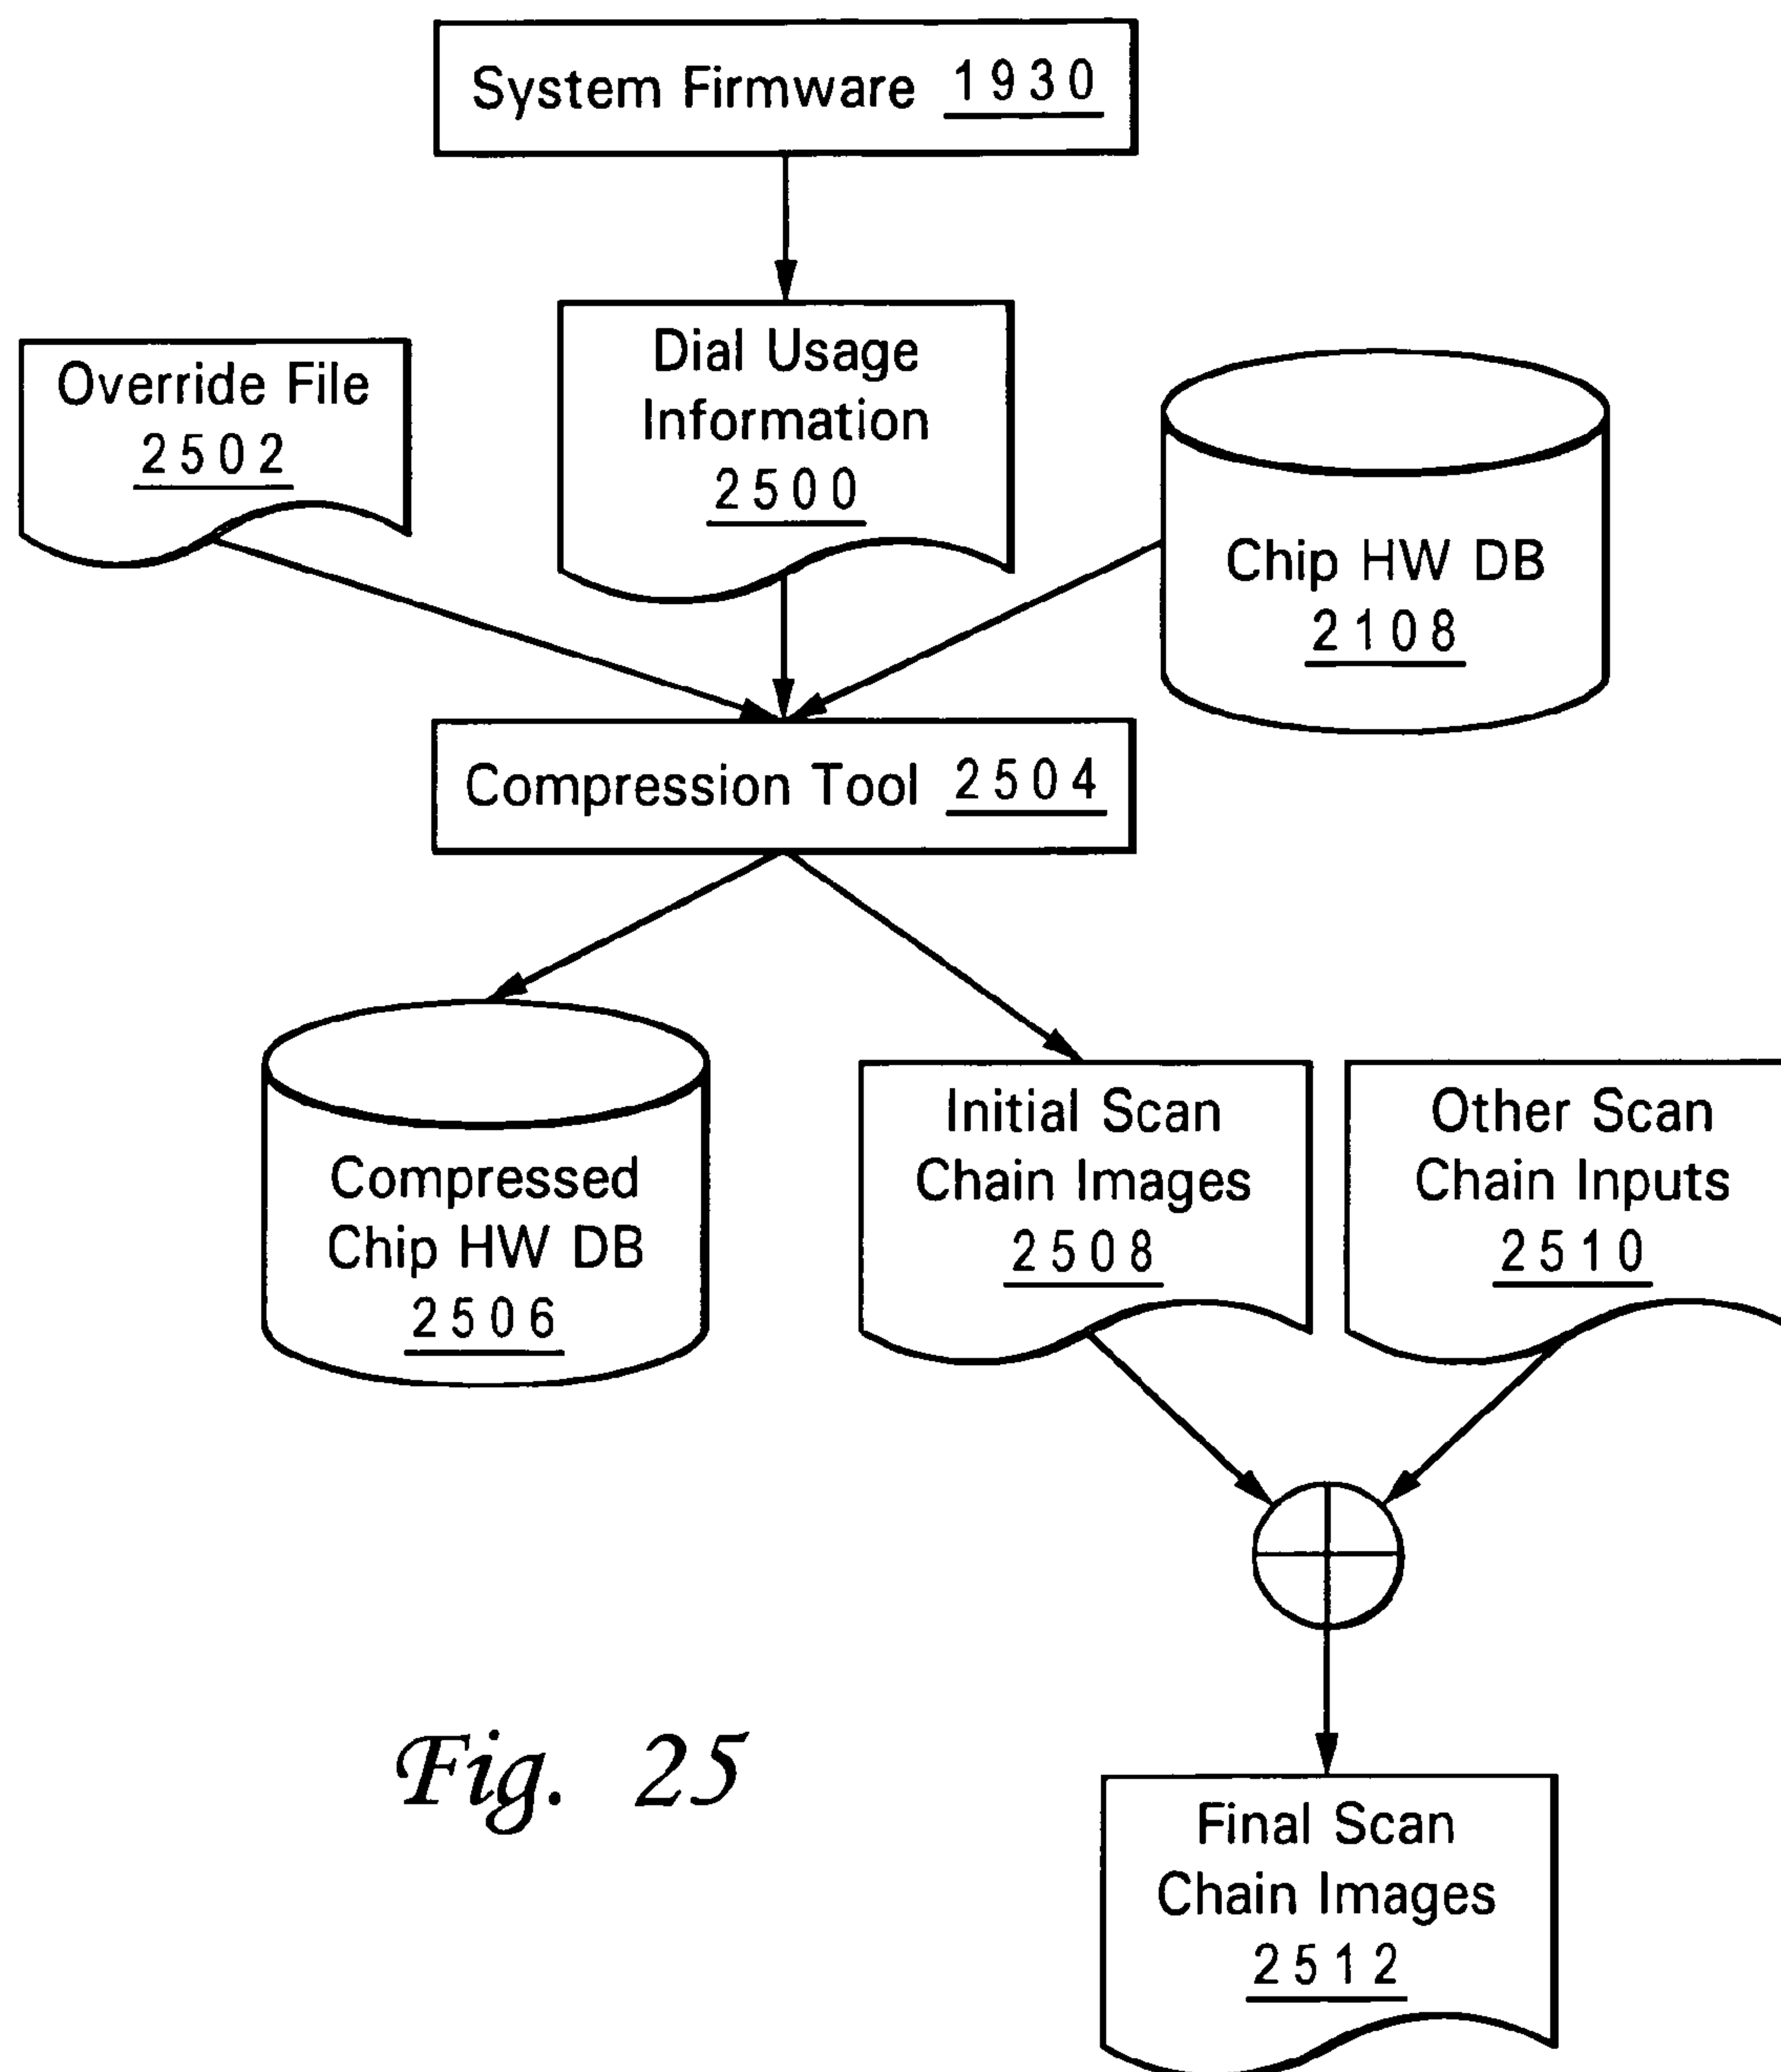 System Firmware 1930
Override File
2502
Dial Usage
Information
2500
Chip HW DB
2108
Compression Tool 2504
Compressed
Chip HW DB
2506
Initial Scan
Chain Images
2508
Other Scan
Chain Inputs
2510
Fig. 25
Final Scan
Chain Images
2512